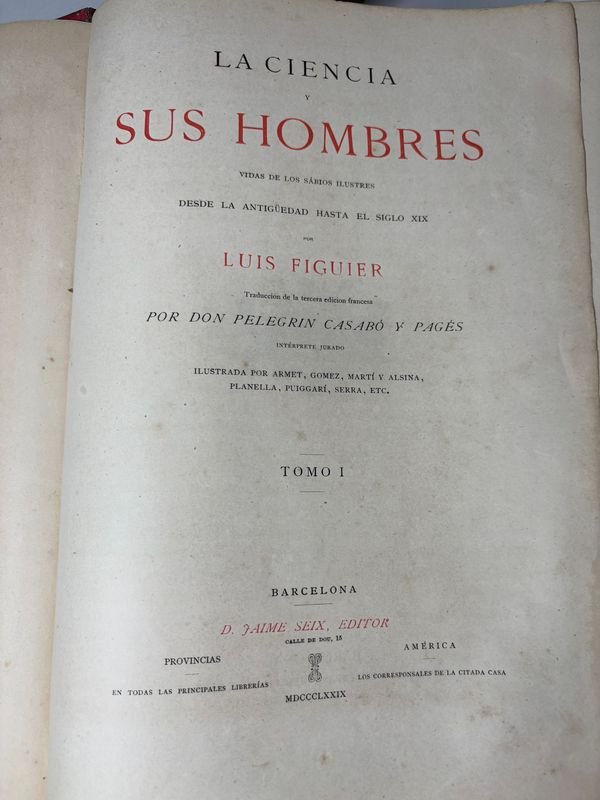 LA CIENCIA
Y
SUS HOMBRES
VIDAS DE LOS SÁBIOS ILUSTRES
DESDE LA ANTIGÜEDAD HASTA EL SIGLO XIX
POR
LUIS FIGUIER
Traduccion de la tercera edicion francesa
POR DON PELEGRIN CASABÓ Y PAGÉS
INTÉRPRETE JURADO
ILUSTRADA POR ARMET, GOMEZ, MARTÍ Y ALSINA,
PLANELLA, PUIGGARÍ, SERRA, ETC.
TOMO I
BARCELONA
D. JAIME SEIX, EDITOR
CALLE DE DOU, 15
PROVINCIAS
EN TODAS LAS PRINCIPALES LIBRERÍAS
AMÉRICA
LOS CORRESPONSALES DE LA CITADA CASA
MDCCCLXXIX